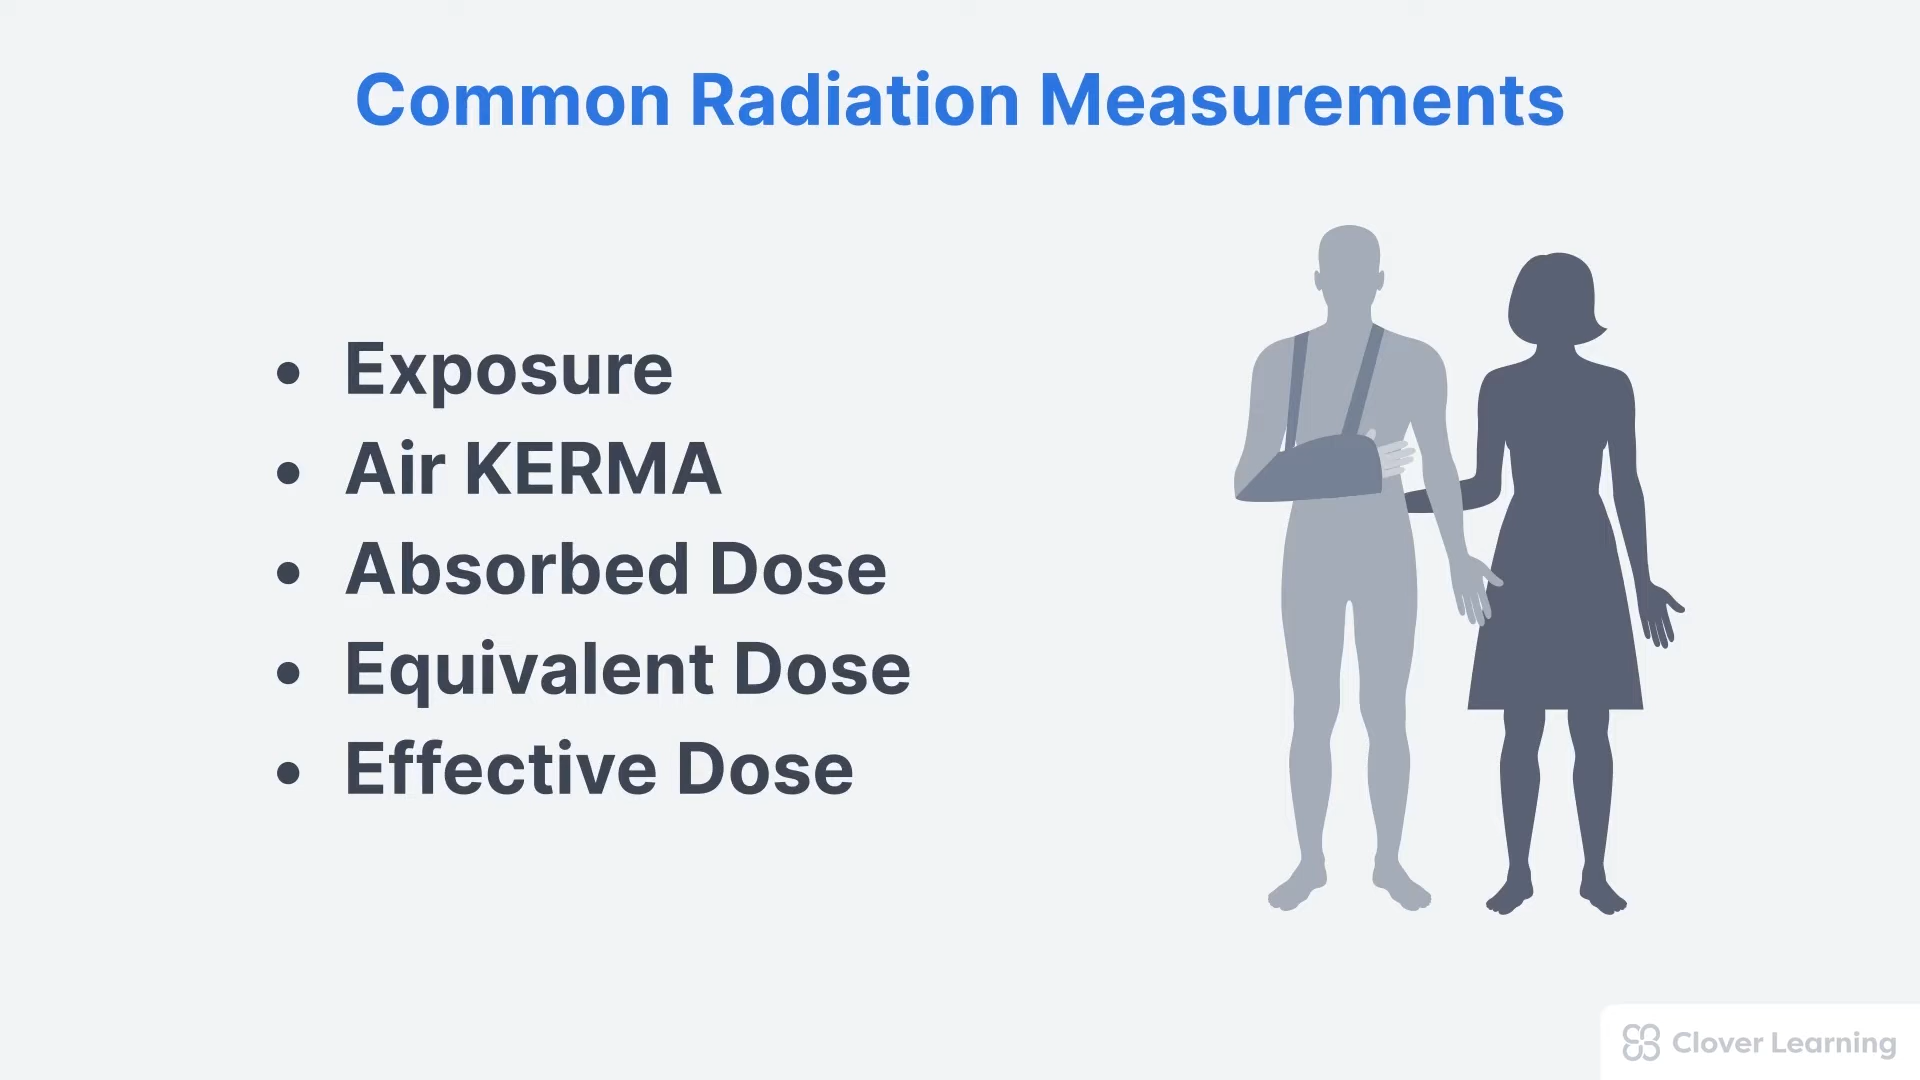 Common Radiation Measurements
• Exposure
• Air KERMA
• Absorbed Dose
• Equivalent Dose
• Effective Dose
Clover Learning